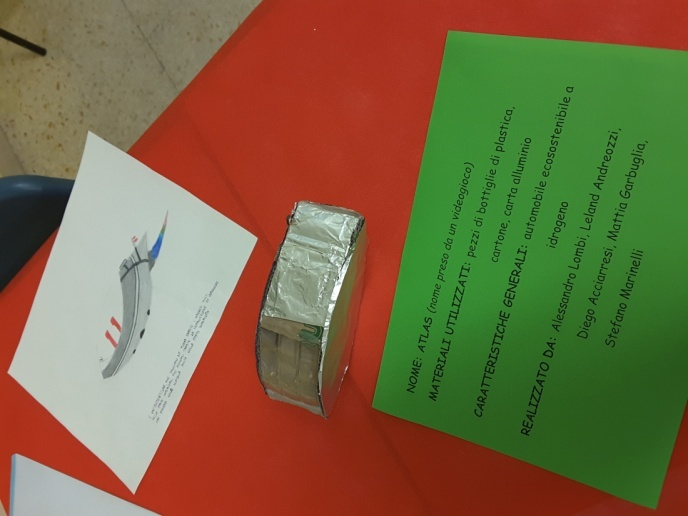 NOME: ATLAS (nome preso da un videogioco)
MATERIALI UTILIZZATI: pezzi di bottiglie di plastica,
cartone, carta alluminio
CARATTERISTICHE GENERALI: automobile ecosostenibile a
idrogeno
REALIZZATO DA: Alessandro Lombi, Leland Andreozzi,
Diego Acciarresi, Mattia Garbuglia,
Stefano Marinelli